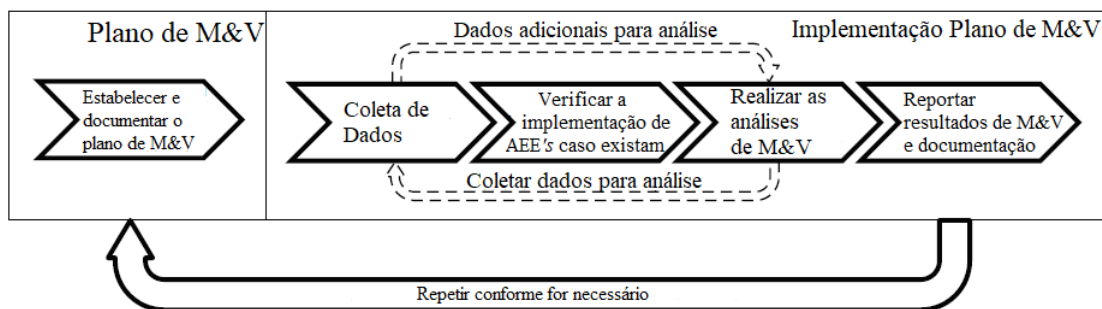 Plano de M&V
Estabelecer e
documentar o
plano de M&V
Implementação Plano de M&V
Dados adicionais para análise
Coleta de
Dados
Verificar a
implementação de
AEE's caso existam
Realizar as
análises
de M&V
Reportar
resultados de M&V
e documentação
Coletar dados para análise
Repetir conforme for necessário